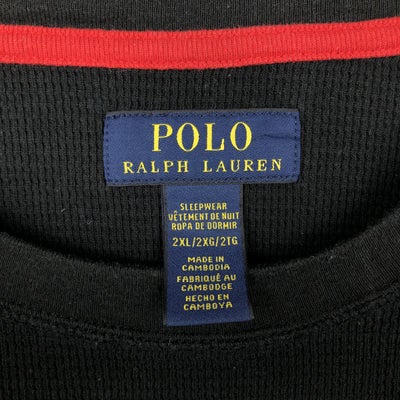 POLO
RALPH LAUREN
SLEEPWEAR
VÊTEMENT DE NUIT
ROPA DE DORMIR
2XL/2XG/2TG
MADE IN
CAMBODIA
FABRIQUÉ AU
CAMBODGE
HECHO EN
CAMBOYA